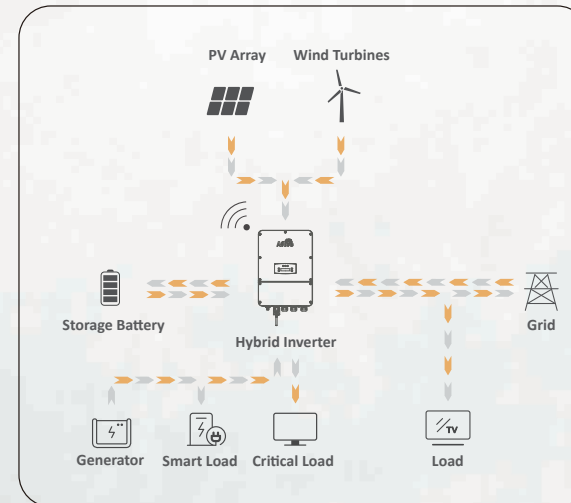 PV Array
Wind Turbines
Storage Battery
Hybrid Inverter
Grid
TV
Generator
Smart Load
Critical Load
Load